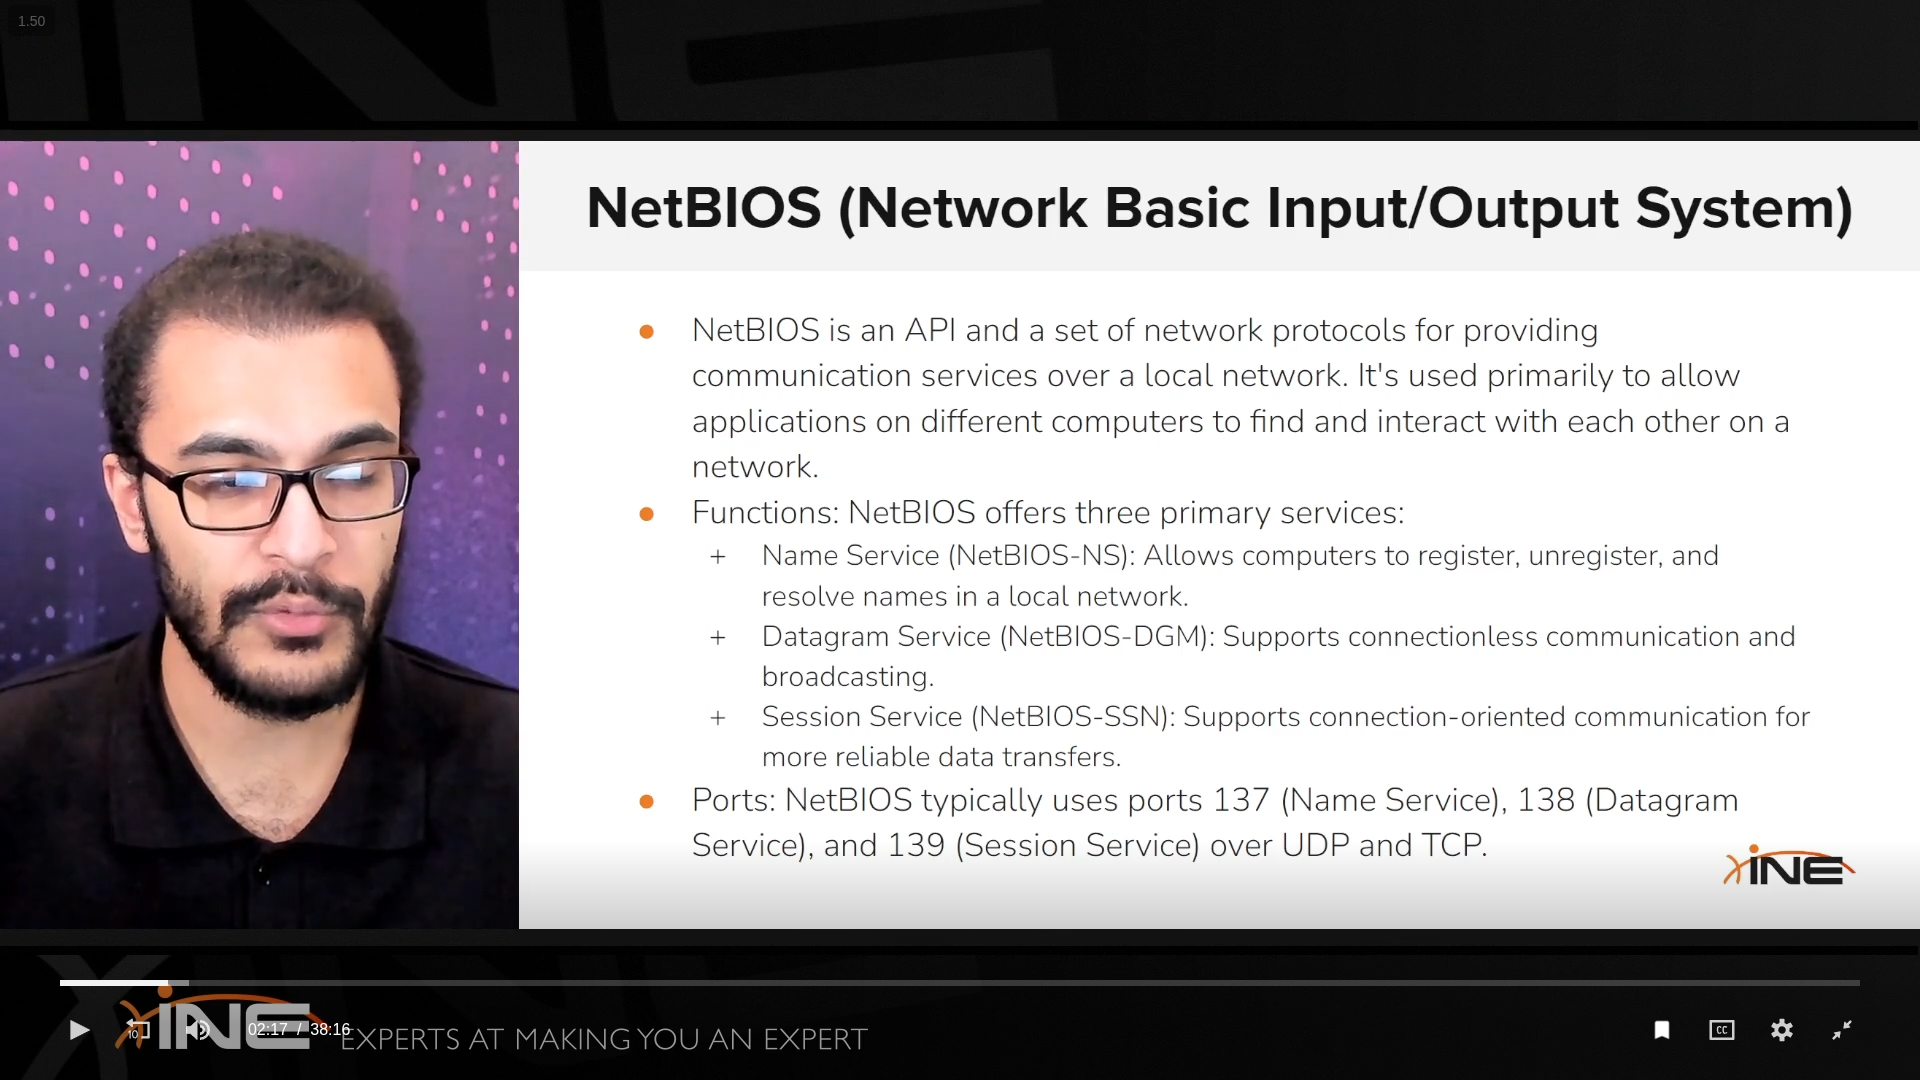 1.50
NetBIOS (Network Basic Input/Output System)
● NetBIOS is an API and a set of network protocols for providing
communication services over a local network. It's used primarily to allow
applications on different computers to find and interact with each other on a
network.
● Functions: NetBIOS offers three primary services:
+ Name Service (NetBIOS-NS): Allows computers to register, unregister, and
resolve names in a local network.
+ Datagram Service (NetBIOS-DGM): Supports connectionless communication and
broadcasting.
+ Session Service (NetBIOS-SSN): Supports connection-oriented communication for
more reliable data transfers.
● Ports: NetBIOS typically uses ports 137 (Name Service), 138 (Datagram
Service), and 139 (Session Service) over UDP and TCP.
INE
10
INE
02:17 / 38:16
EXPERTS AT MAKING YOU AN EXPERT
CC